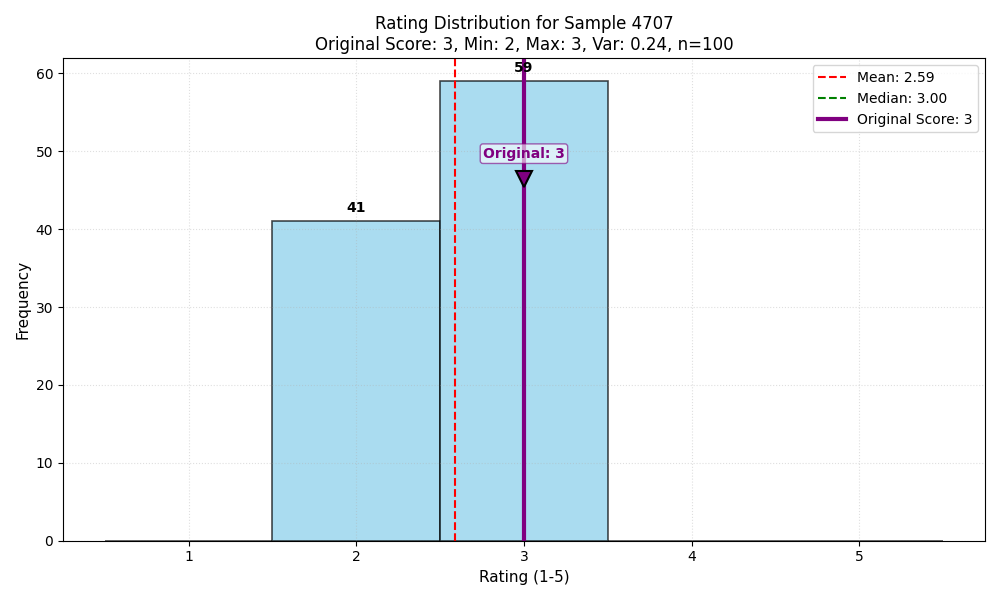 Rating Distribution for Sample 4707
Original Score: 3, Min: 2, Max: 3, Var: 0.24, n=100
Mean: 2.59
Median: 3.00
Original Score: 3
59
Original: 3
41
60
50
40
30
20
10
0
Frequency
1 2 3 4 5
Rating (1-5)